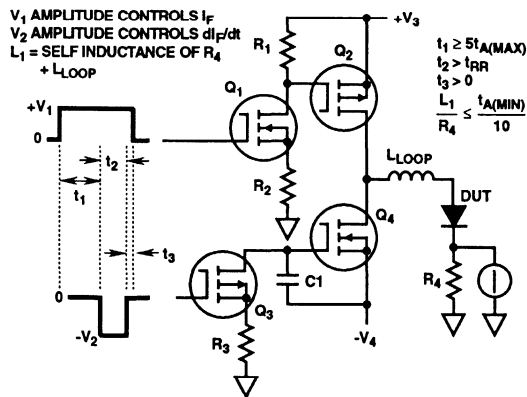 V1 AMPLITUDE CONTROLS IF
V2 AMPLITUDE CONTROLS dIF/dt
L1 = SELF INDUCTANCE OF R4
+ LLOOP
+V3
R1
Q2
t1 ≥ 5tA(MAX)
t2 > tRR
t3 > 0
L1/R4 ≤ tA(MIN)/10
+V1
0
Q1
t2
t1
R2
LLOOP
Q4
DUT
t3
0
C1
R4
Q3
-V2
R3
-V4